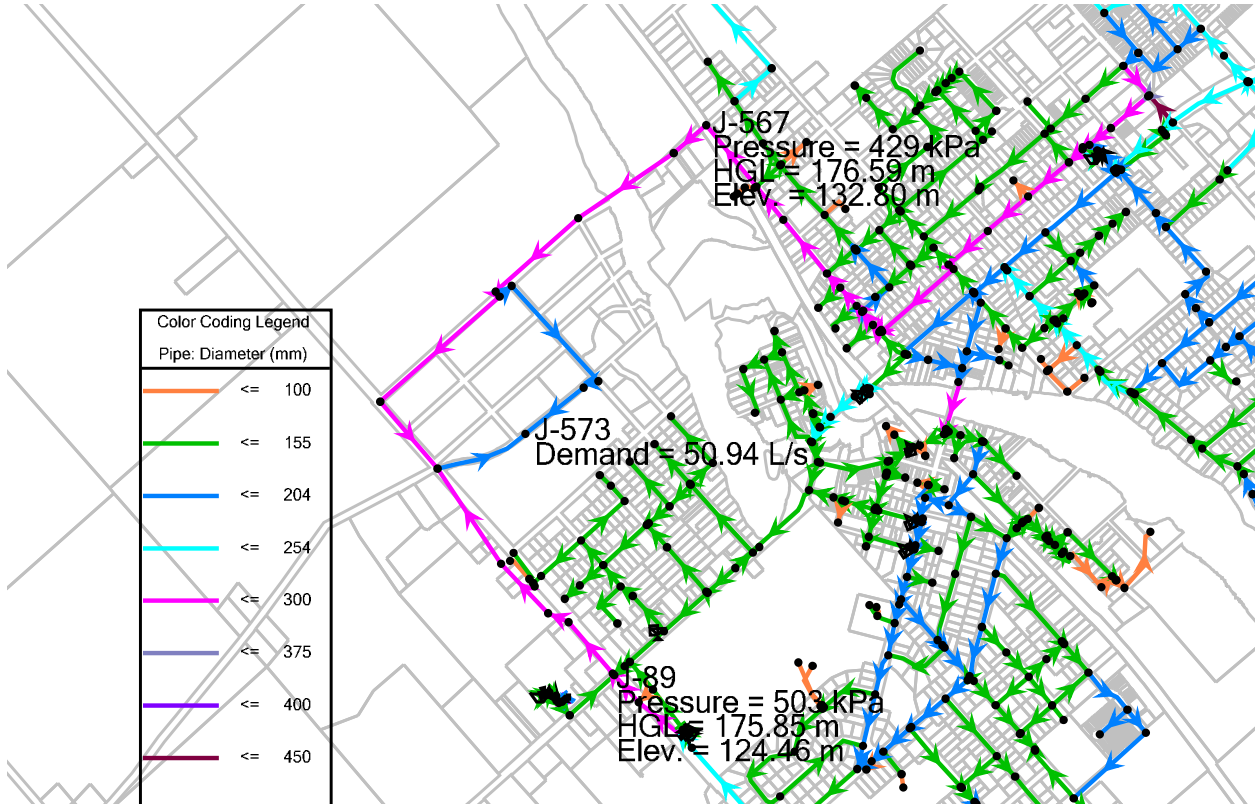 J-567
Pressure = 429 kPa
HGL = 176.59 m
Elev. = 132.80 m
Color Coding Legend
Pipe: Diameter (mm)
<= 100
<= 155
<= 204
<= 254
<= 300
<= 375
<= 400
<= 450
J-573
Demand = 50.94 L/s
J-89
Pressure = 503 kPa
HGL = 175.85 m
Elev. = 124.46 m